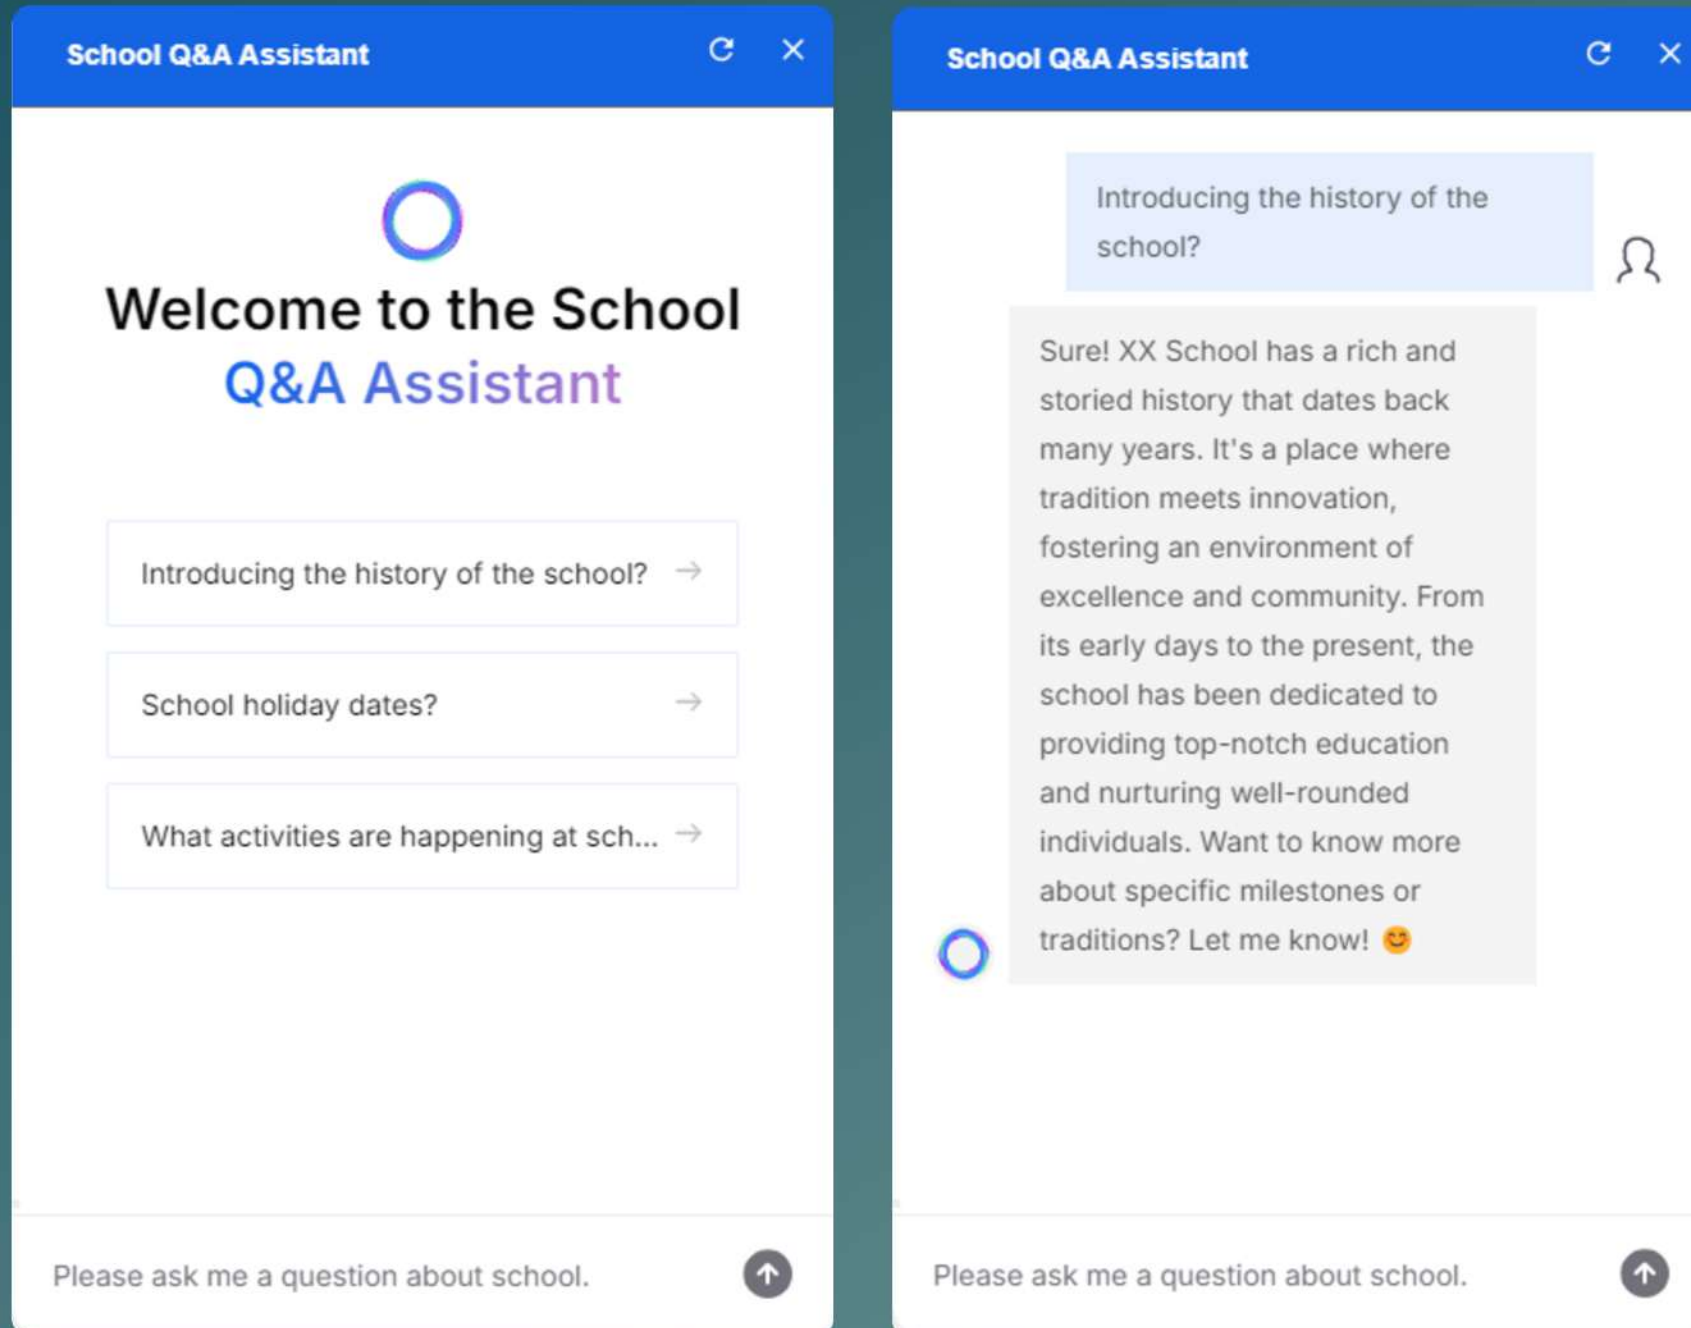 School Q&A Assistant
Welcome to the School
Q&A Assistant
Introducing the history of the school?
School holiday dates?
What activities are happening at sch...
Please ask me a question about school.
School Q&A Assistant
Introducing the history of the
school?
Sure! XX School has a rich and
storied history that dates back
many years. It's a place where
tradition meets innovation,
fostering an environment of
excellence and community. From
its early days to the present, the
school has been dedicated to
providing top-notch education
and nurturing well-rounded
individuals. Want to know more
about specific milestones or
traditions? Let me know! 😊
Please ask me a question about school.